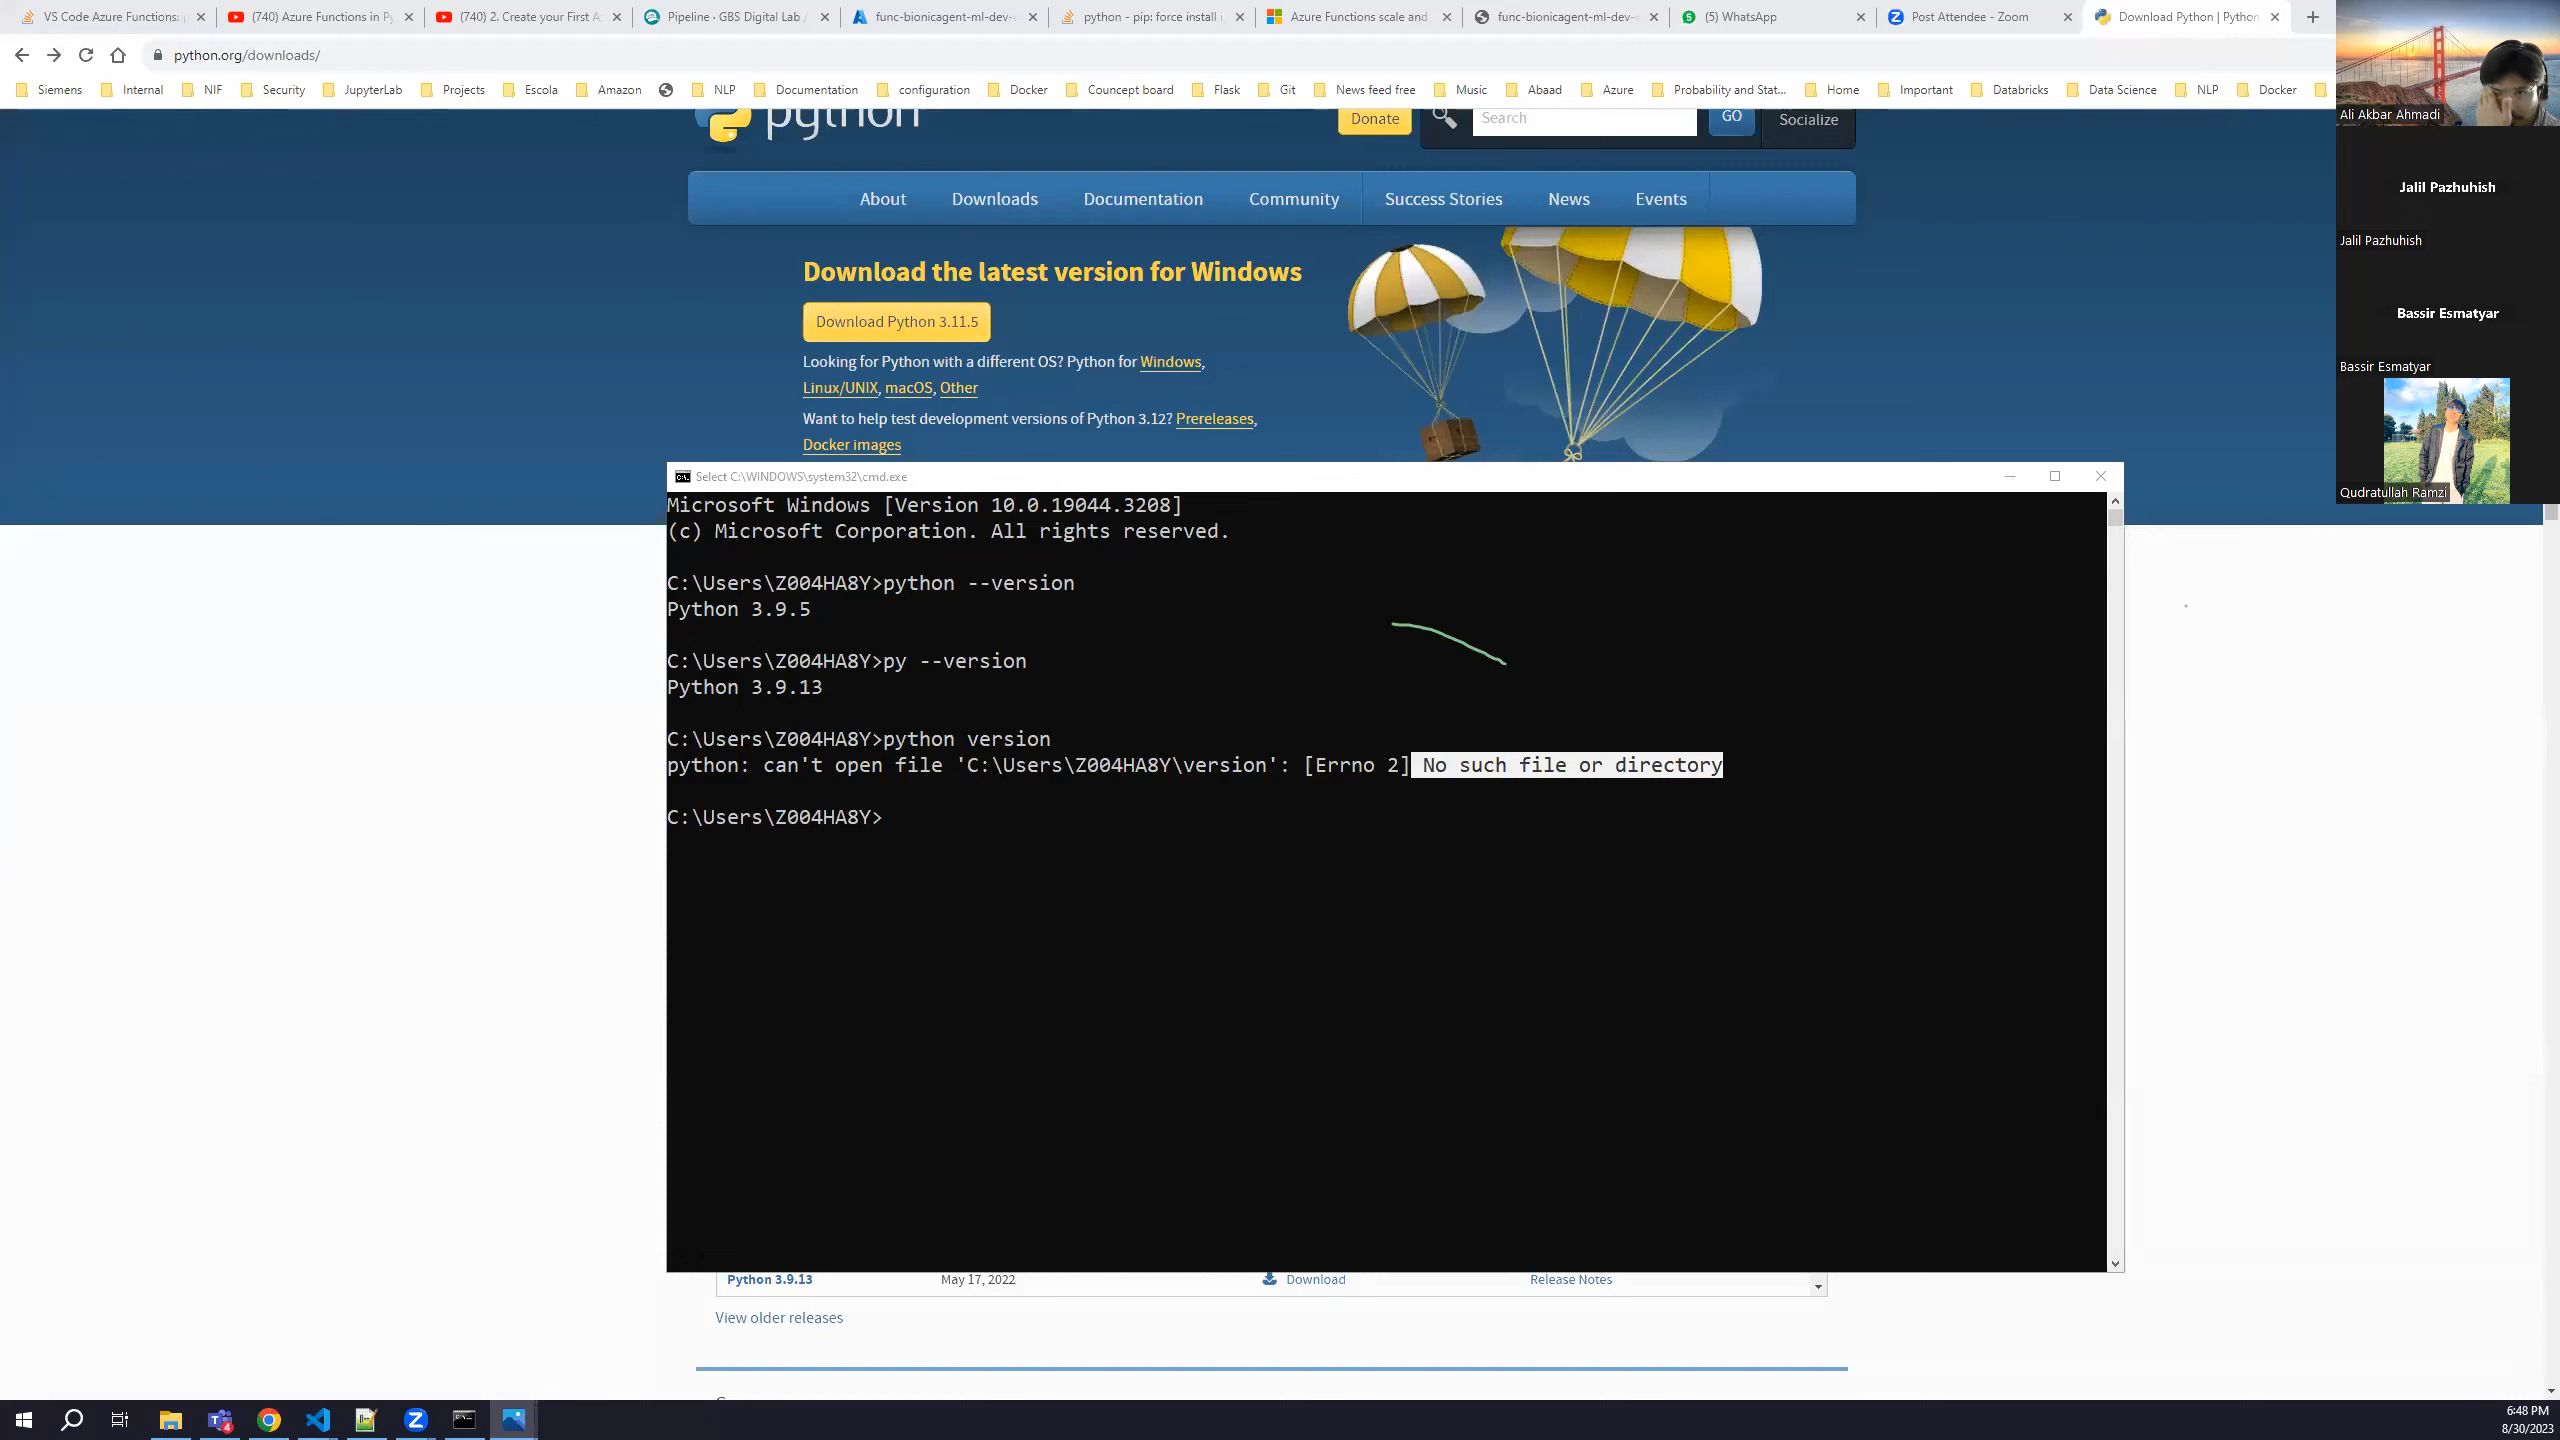 VS Code Azure Functions:
(740) Azure Functions in Py
(740) 2. Create your First A
Pipeline · GBS Digital Lab /
func-bionicagent-ml-dev-
python - pip: force install
Azure Functions scale and
func-bionicagent-ml-dev-
(5) WhatsApp
Post Attendee - Zoom
Download Python | Python
python.org/downloads/
Siemens
Internal
NIF
Security
JupyterLab
Projects
Escola
Amazon
NLP
Documentation
configuration
Docker
Councept board
Flask
Git
News feed free
Music
Abaad
Azure
Probability and Stat...
Home
Important
Databricks
Data Science
NLP
Docker
python
Donate
Search
GO
Socialize
About
Downloads
Documentation
Community
Success Stories
News
Events
Download the latest version for Windows
Download Python 3.11.5
Looking for Python with a different OS? Python for Windows,
Linux/UNIX, macOS, Other
Want to help test development versions of Python 3.12? Prereleases,
Docker images
Ali Akbar Ahmadi
Jalil Pazhuhish
Jalil Pazhuhish
Bassir Esmatyar
Bassir Esmatyar
Qudratullah Ramzi
Select C:\WINDOWS\system32\cmd.exe
Microsoft Windows [Version 10.0.19044.3208]
(c) Microsoft Corporation. All rights reserved.
C:\Users\Z004HA8Y>python --version
Python 3.9.5
C:\Users\Z004HA8Y>py --version
Python 3.9.13
C:\Users\Z004HA8Y>python version
python: can't open file 'C:\Users\Z004HA8Y\version': [Errno 2] No such file or directory
C:\Users\Z004HA8Y>
Python 3.9.13 May 17, 2022 Download Release Notes
View older releases
6:48 PM
8/30/2023